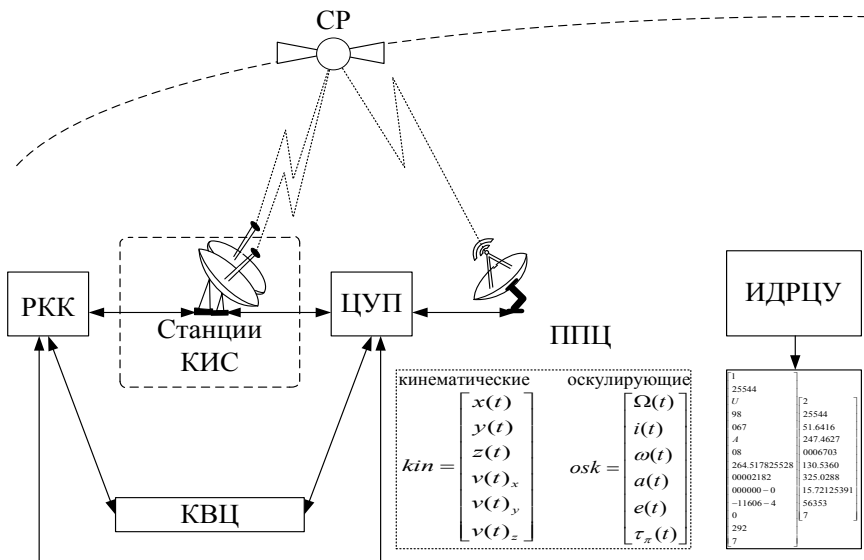 СР
РКК
Станции
КИС
ЦУП
ППЦ
ИДРЦУ
КВЦ
кинематические
kin =
x(t)
y(t)
z(t)
v(t)x
v(t)y
v(t)z
оскулирующие
osk =
Ω(t)
i(t)
ω(t)
a(t)
e(t)
τπ(t)
1
25544
U
98
067
A
08
264.517825528
00002182
000000 − 0
−11606 − 4
0
292
7
2
25544
51.6416
247.4627
0006703
130.5360
325.0288
15.72125391
56353
7